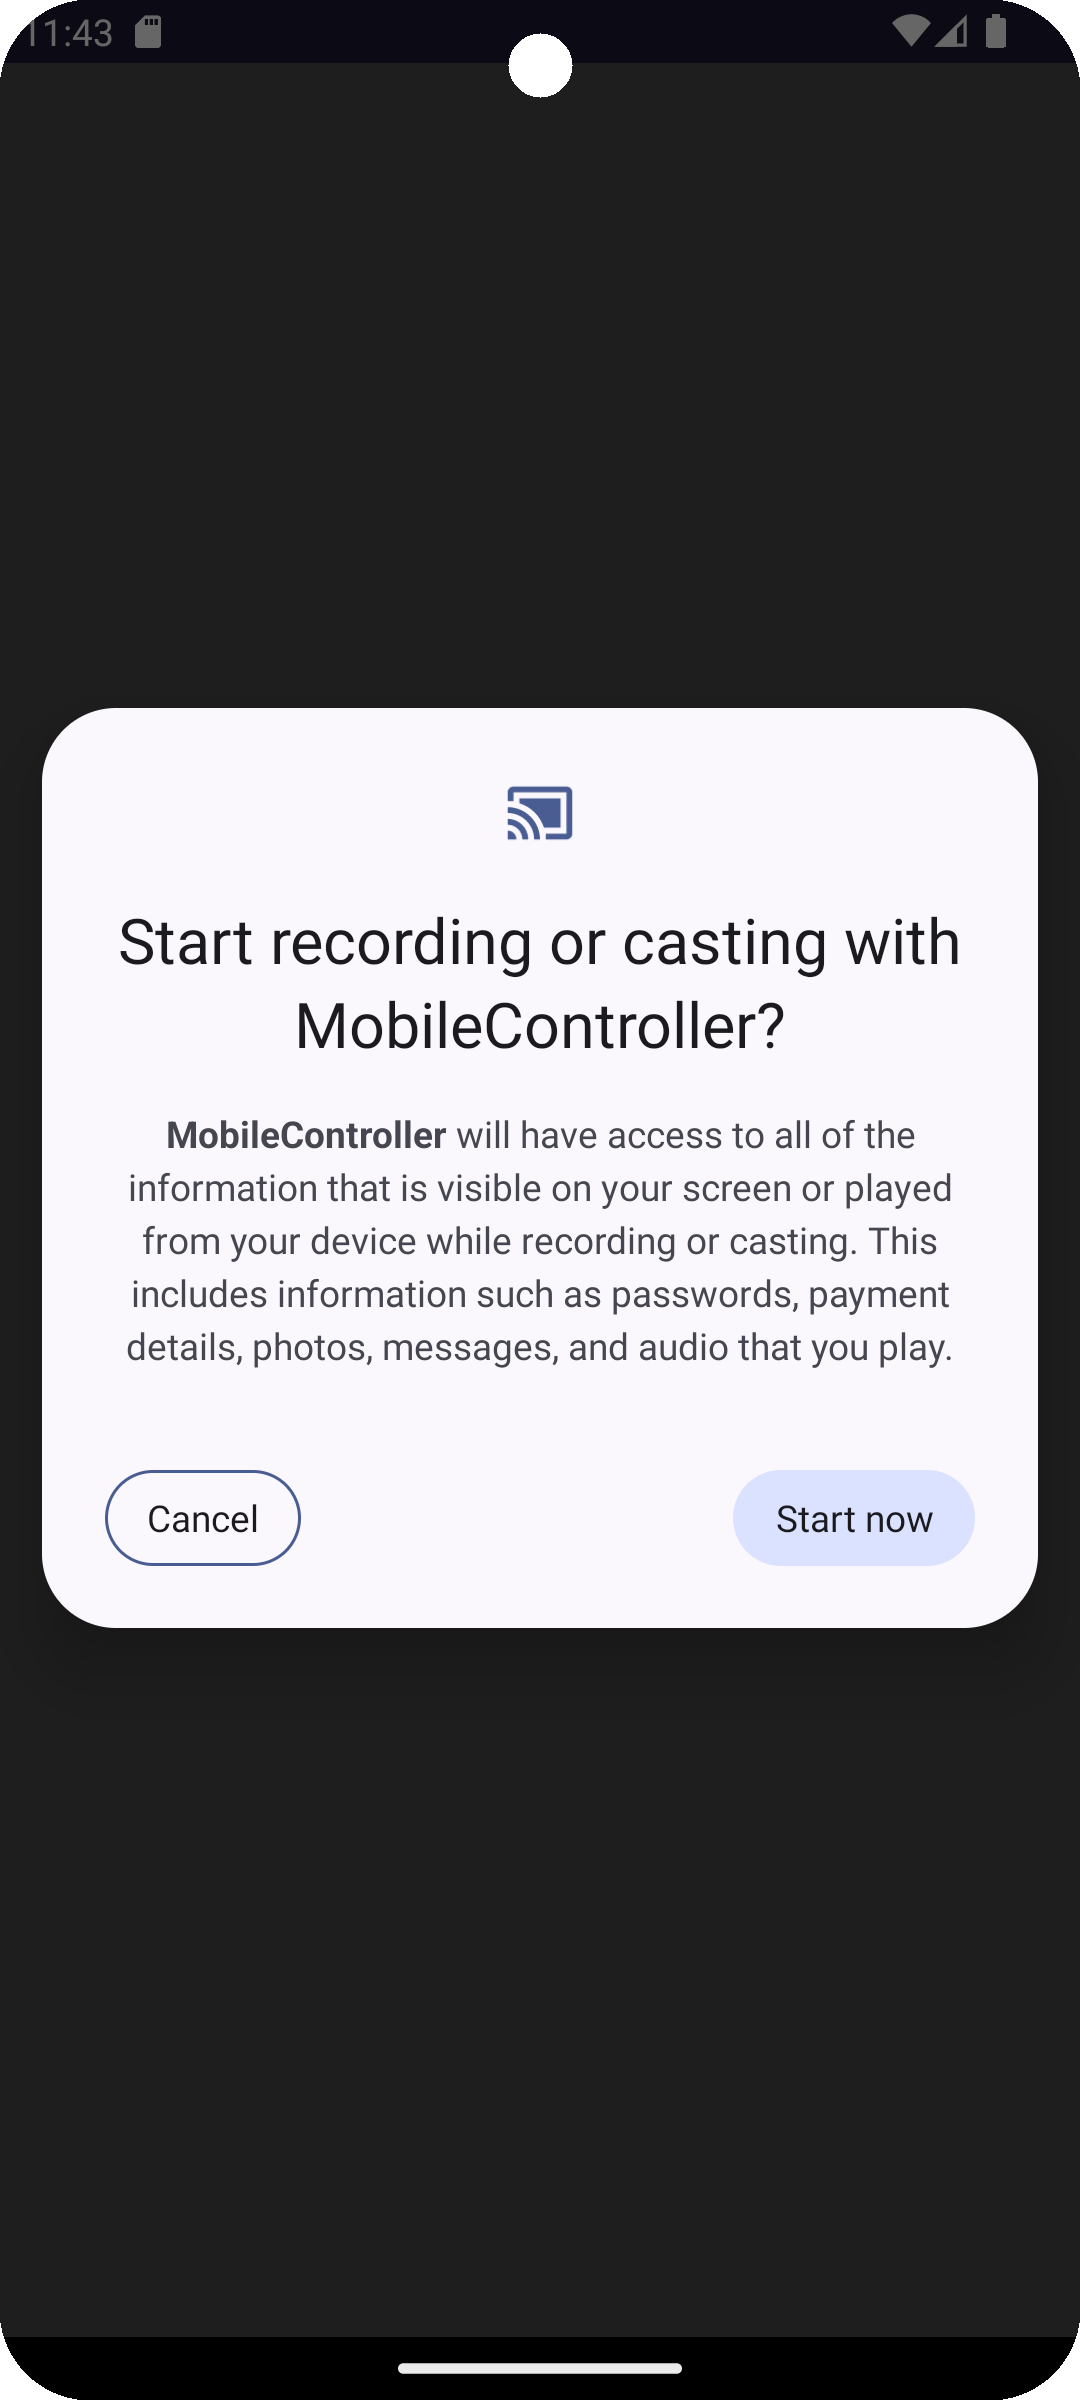 11:43
Start recording or casting with
MobileController?
MobileController will have access to all of the
information that is visible on your screen or played
from your device while recording or casting. This
includes information such as passwords, payment
details, photos, messages, and audio that you play.
Cancel
Start now